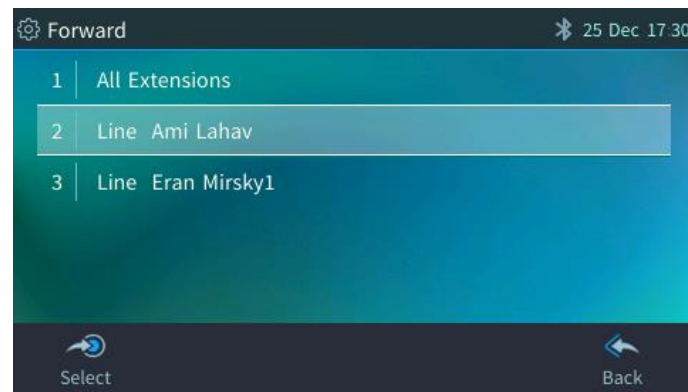 Forward 25 Dec 17:30
1 All Extensions
2 Line Ami Lahav
3 Line Eran Mirsky1
Select Back